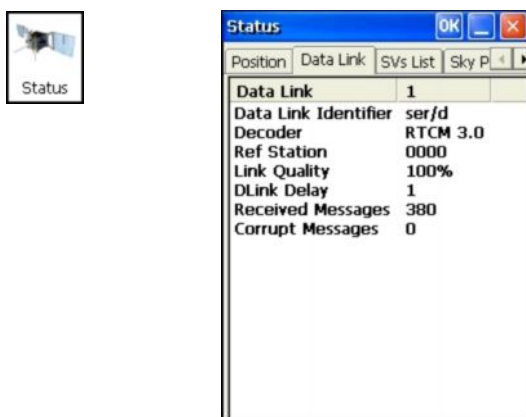 Status
Status OK
Position Data Link SVs List Sky P
Data Link 1
Data Link Identifier ser/d
Decoder RTCM 3.0
Ref Station 0000
Link Quality 100%
DLink Delay 1
Received Messages 380
Corrupt Messages 0